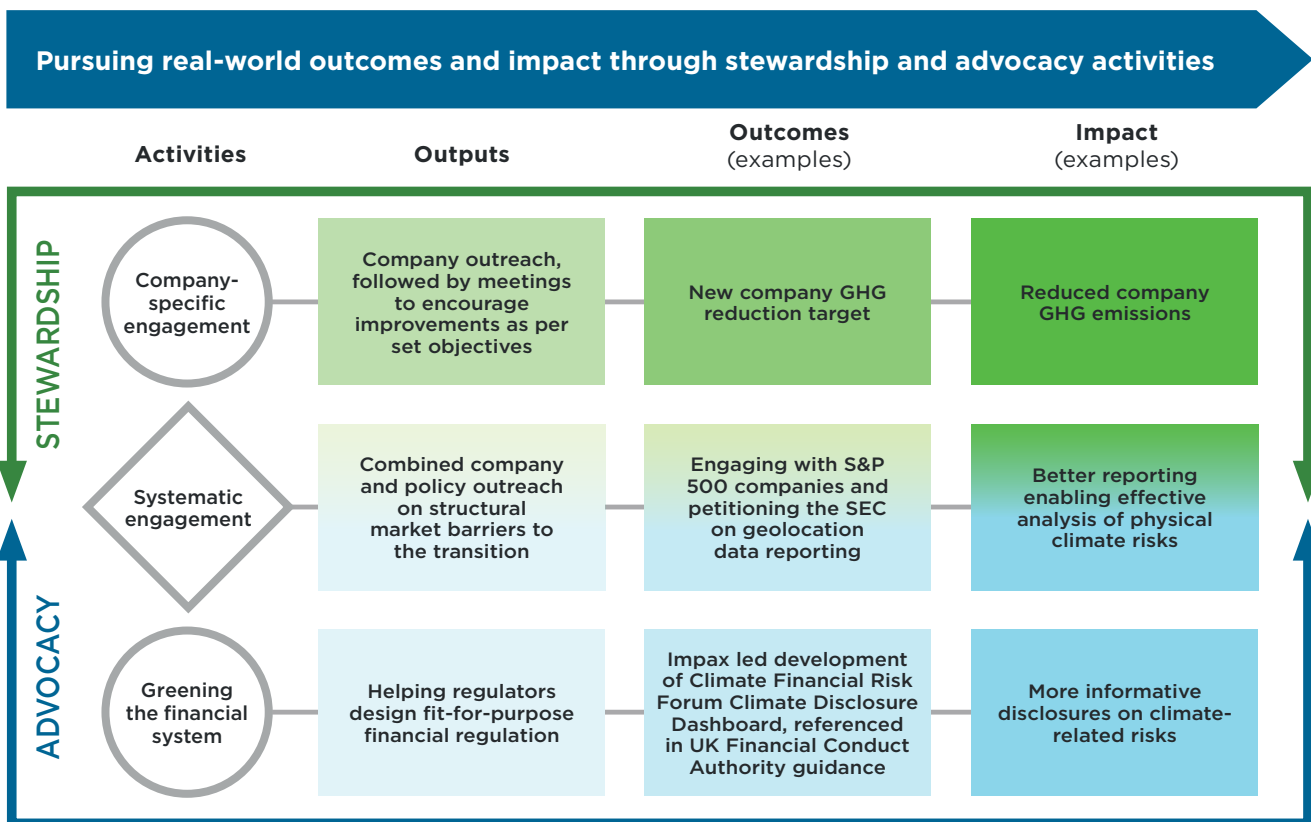 Pursuing real-world outcomes and impact through stewardship and advocacy activities
Activities
Outputs
Outcomes
(examples)
Impact
(examples)
STEWARDSHIP
Company-
specific
engagement
Company outreach,
followed by meetings
to encourage
improvements as per
set objectives
New company GHG
reduction target
Reduced company
GHG emissions
Systematic
engagement
Combined company
and policy outreach
on structural
market barriers to
the transition
Engaging with S&P
500 companies and
petitioning the SEC
on geolocation
data reporting
Better reporting
enabling effective
analysis of physical
climate risks
ADVOCACY
Greening
the financial
system
Helping regulators
design fit-for-purpose
financial regulation
Impax led development
of Climate Financial Risk
Forum Climate Disclosure
Dashboard, referenced
in UK Financial Conduct
Authority guidance
More informative
disclosures on climate-
related risks